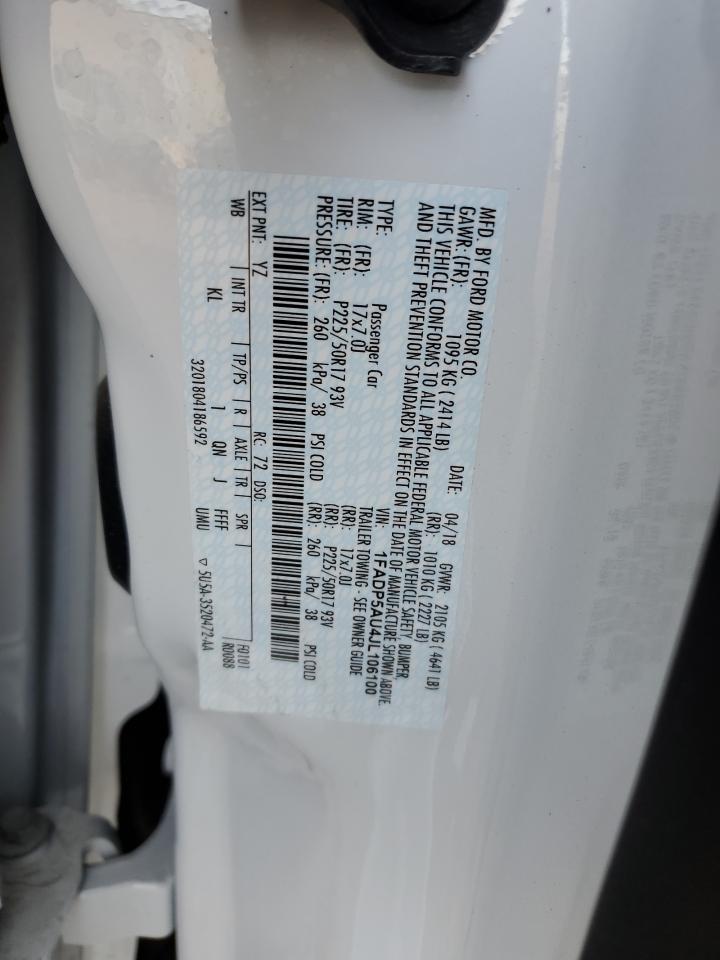 MFD. BY FORD MOTOR CO.
DATE: 04/18 GVWR: 2105 KG ( 4641 LB)
GAWR: (FR): 1095 KG ( 2414 LB) (RR): 1010 KG ( 2227 LB)
THIS VEHICLE CONFORMS TO ALL APPLICABLE FEDERAL MOTOR VEHICLE SAFETY, BUMPER,
AND THEFT PREVENTION STANDARDS IN EFFECT ON THE DATE OF MANUFACTURE SHOWN ABOVE.
VIN: 1FADP5AU4JL106100
TYPE: Passenger Car TRAILER TOWING - SEE OWNER GUIDE
RIM: (FR): 17x7.0J (RR): 17x7.0J
TIRE: (FR): P225/50R17 93V (RR): P225/50R17 93V
PRESSURE: (FR): 260 kPa/ 38 PSI COLD (RR): 260 kPa/ 38 PSI COLD
EXT PNT: YZ RC: 72 DSO: F0101
WB INT TR TP/PS R AXLE TR SPR R0088
KL 1 QN J FFFF
3201804186592 UMU ▽ 5U5A-3520472-AA